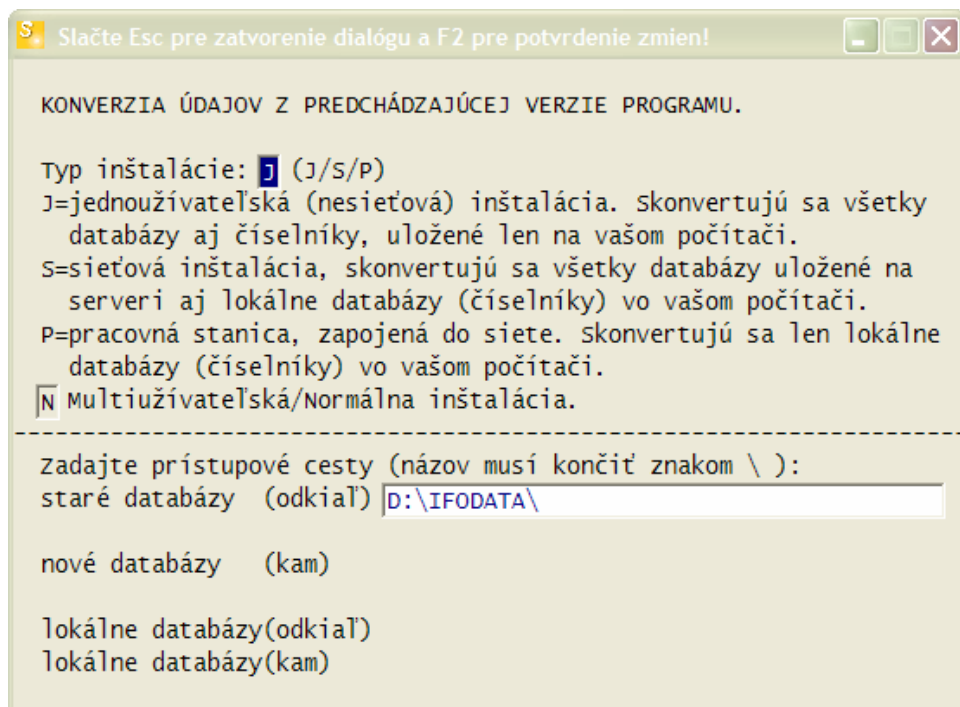 S. Slačte Esc pre zatvorenie dialógu a F2 pre potvrdenie zmien!
KONVERZIA ÚDAJOV Z PREDCHÁDZAJÚCEJ VERZIE PROGRAMU.
Typ inštalácie: J (J/S/P)
J=jednoužívateľská (nesieťová) inštalácia. Skonvertujú sa všetky
databázy aj číselníky, uložené len na vašom počítači.
S=sieťová inštalácia, skonvertujú sa všetky databázy uložené na
serveri aj lokálne databázy (číselníky) vo vašom počítači.
P=pracovná stanica, zapojená do siete. Skonvertujú sa len lokálne
databázy (číselníky) vo vašom počítači.
N Multiužívateľská/Normálna inštalácia.
Zadajte prístupové cesty (názov musí končiť znakom \ ):
staré databázy (odkiaľ) D:\IFODATA\
nové databázy (kam)
lokálne databázy(odkiaľ)
lokálne databázy(kam)